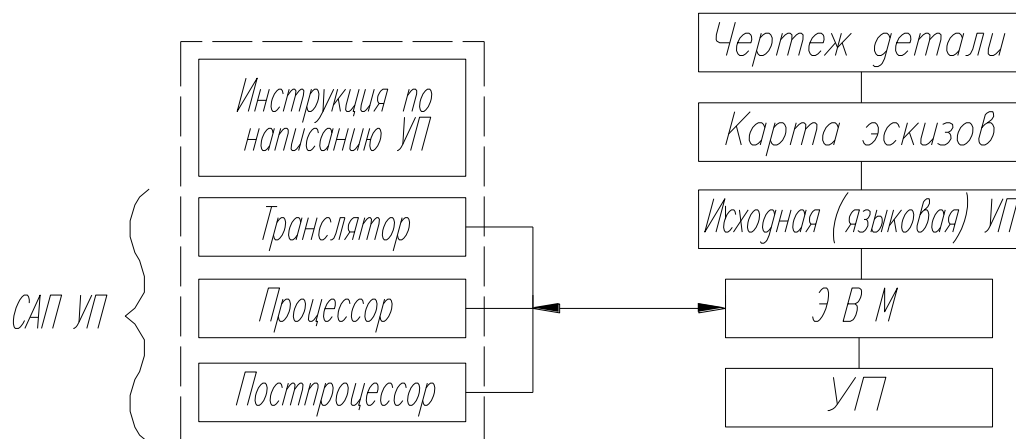 Инструкция по
написанию УП
Транслятор
Процессор
Постпроцессор
САП УП
Чертеж детали
Карта эскизов
Исходная (языковая) УП
Э В М
УП